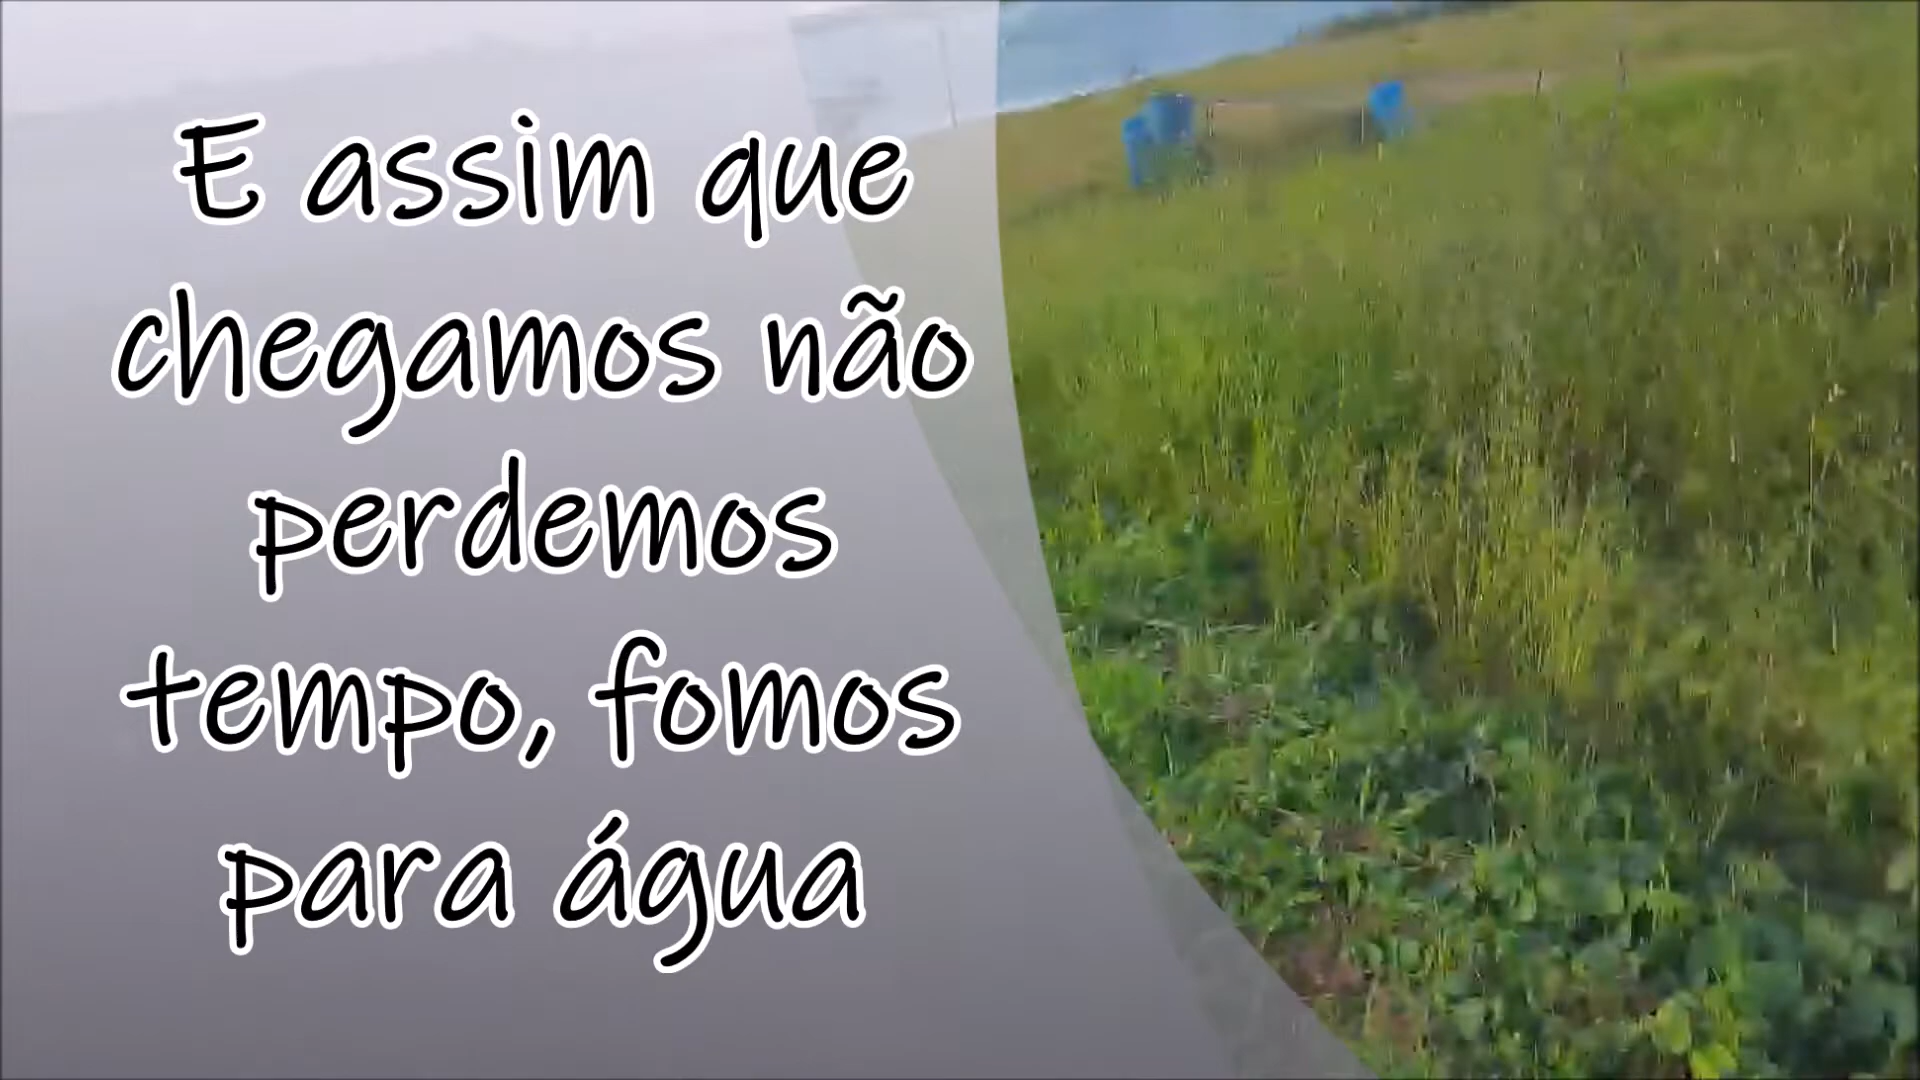 E assim que
chegamos não
perdemos
tempo, fomos
para água